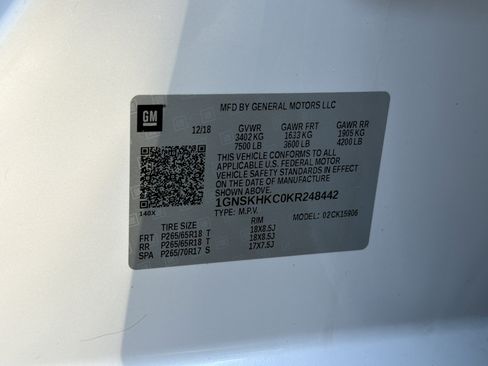 GM
MFD BY GENERAL MOTORS LLC
12/18 GVWR GAWR FRT GAWR RR
3402 KG 1633 KG 1905 KG
7500 LB 3600 LB 4200 LB
THIS VEHICLE CONFORMS TO ALL
APPLICABLE U.S. FEDERAL MOTOR
VEHICLE SAFETY STANDARDS IN EFFECT
ON THE DATE OF MANUFACTURE
SHOWN ABOVE.
1GNSKHKC0KR248442
TYPE: M.P.V. 02CK15906
140X
TIRE SIZE RIM
FRT P265/65R18 T 18X8.5J
RR P265/65R18 T 18X8.5J
SPA P265/70R17 S 17X7.5J